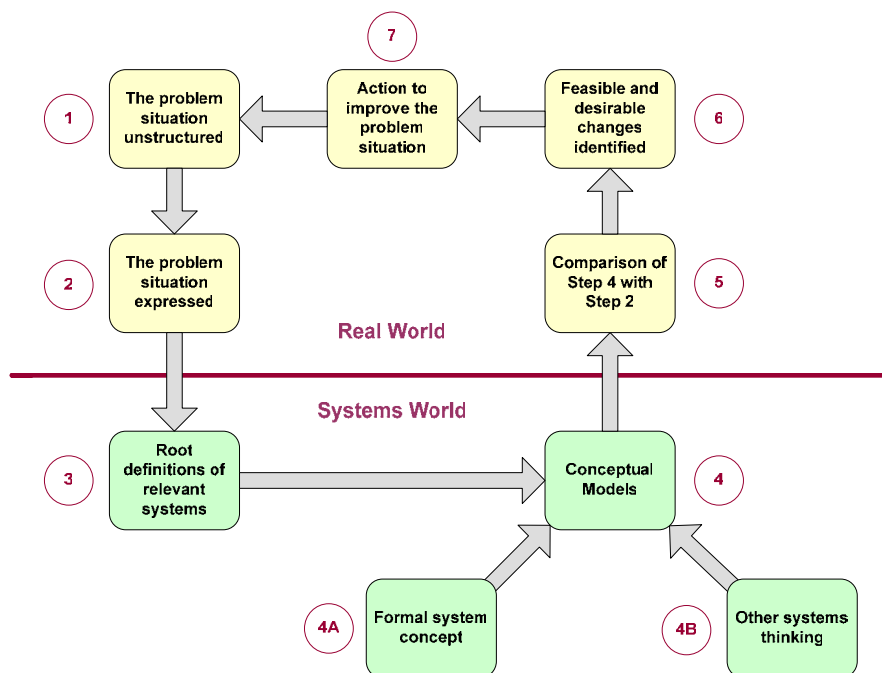 7
1
The problem
situation
unstructured
Action to
improve the
problem
situation
Feasible and
desirable
changes
identified
6
2
The problem
situation
expressed
Comparison of
Step 4 with
Step 2
5
Real World
Systems World
3
Root
definitions of
relevant
systems
Conceptual
Models
4
4A
Formal system
concept
4B
Other systems
thinking